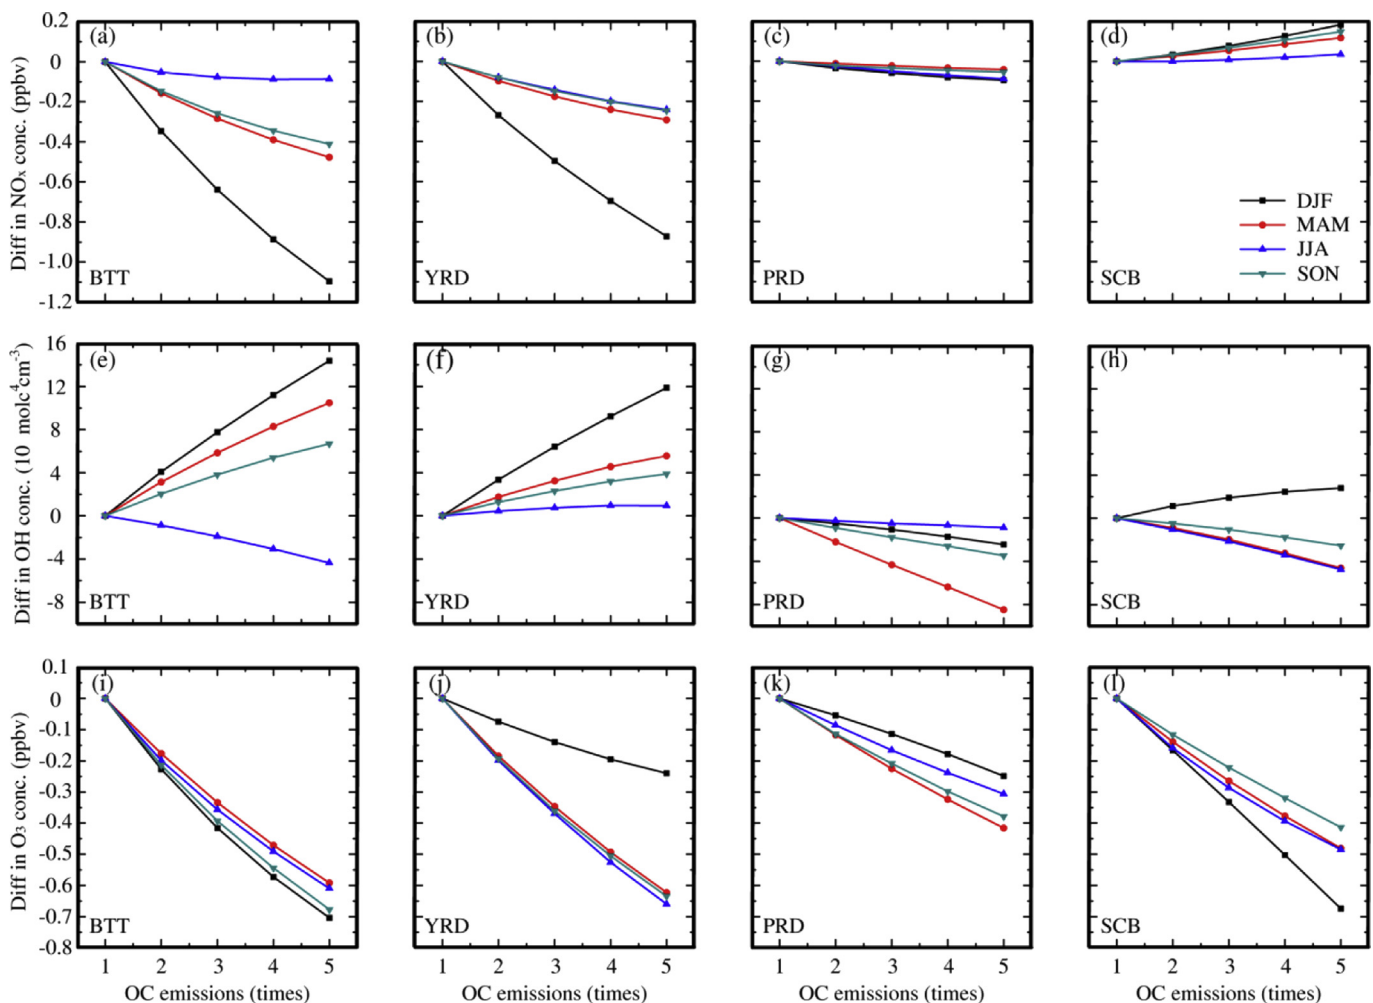 (a) (b) (c) (d)
0.2
0
-0.2
-0.4
-0.6
-0.8
-1.0
-1.2
Diff in NOx conc. (ppbv)
DJF
MAM
JJA
SON
BTT YRD PRD SCB
(e) (f) (g) (h)
16
12
8
4
0
-4
-8
Diff in OH conc. (10 molc⁴cm⁻³)
BTT YRD PRD SCB
(i) (j) (k) (l)
0.1
0
-0.1
-0.2
-0.3
-0.4
-0.5
-0.6
-0.7
-0.8
Diff in O3 conc. (ppbv)
BTT YRD PRD SCB
1 2 3 4 5 1 2 3 4 5 1 2 3 4 5 1 2 3 4 5
OC emissions (times) OC emissions (times) OC emissions (times) OC emissions (times)